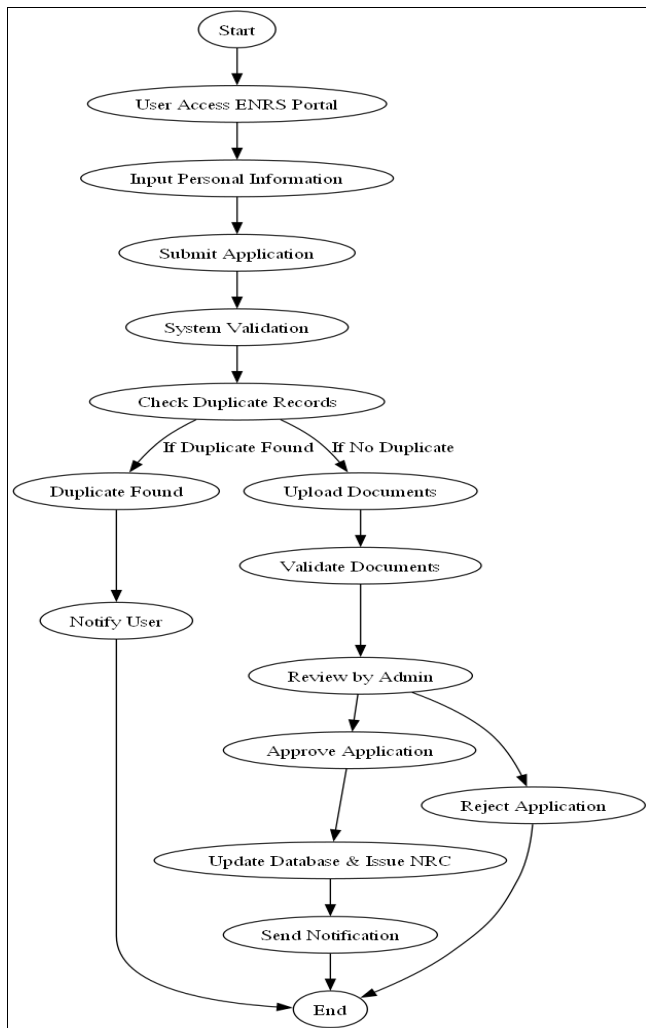 Start
User Access ENRS Portal
Input Personal Information
Submit Application
System Validation
Check Duplicate Records
If Duplicate Found
If No Duplicate
Duplicate Found
Upload Documents
Validate Documents
Notify User
Review by Admin
Approve Application
Reject Application
Update Database & Issue NRC
Send Notification
End